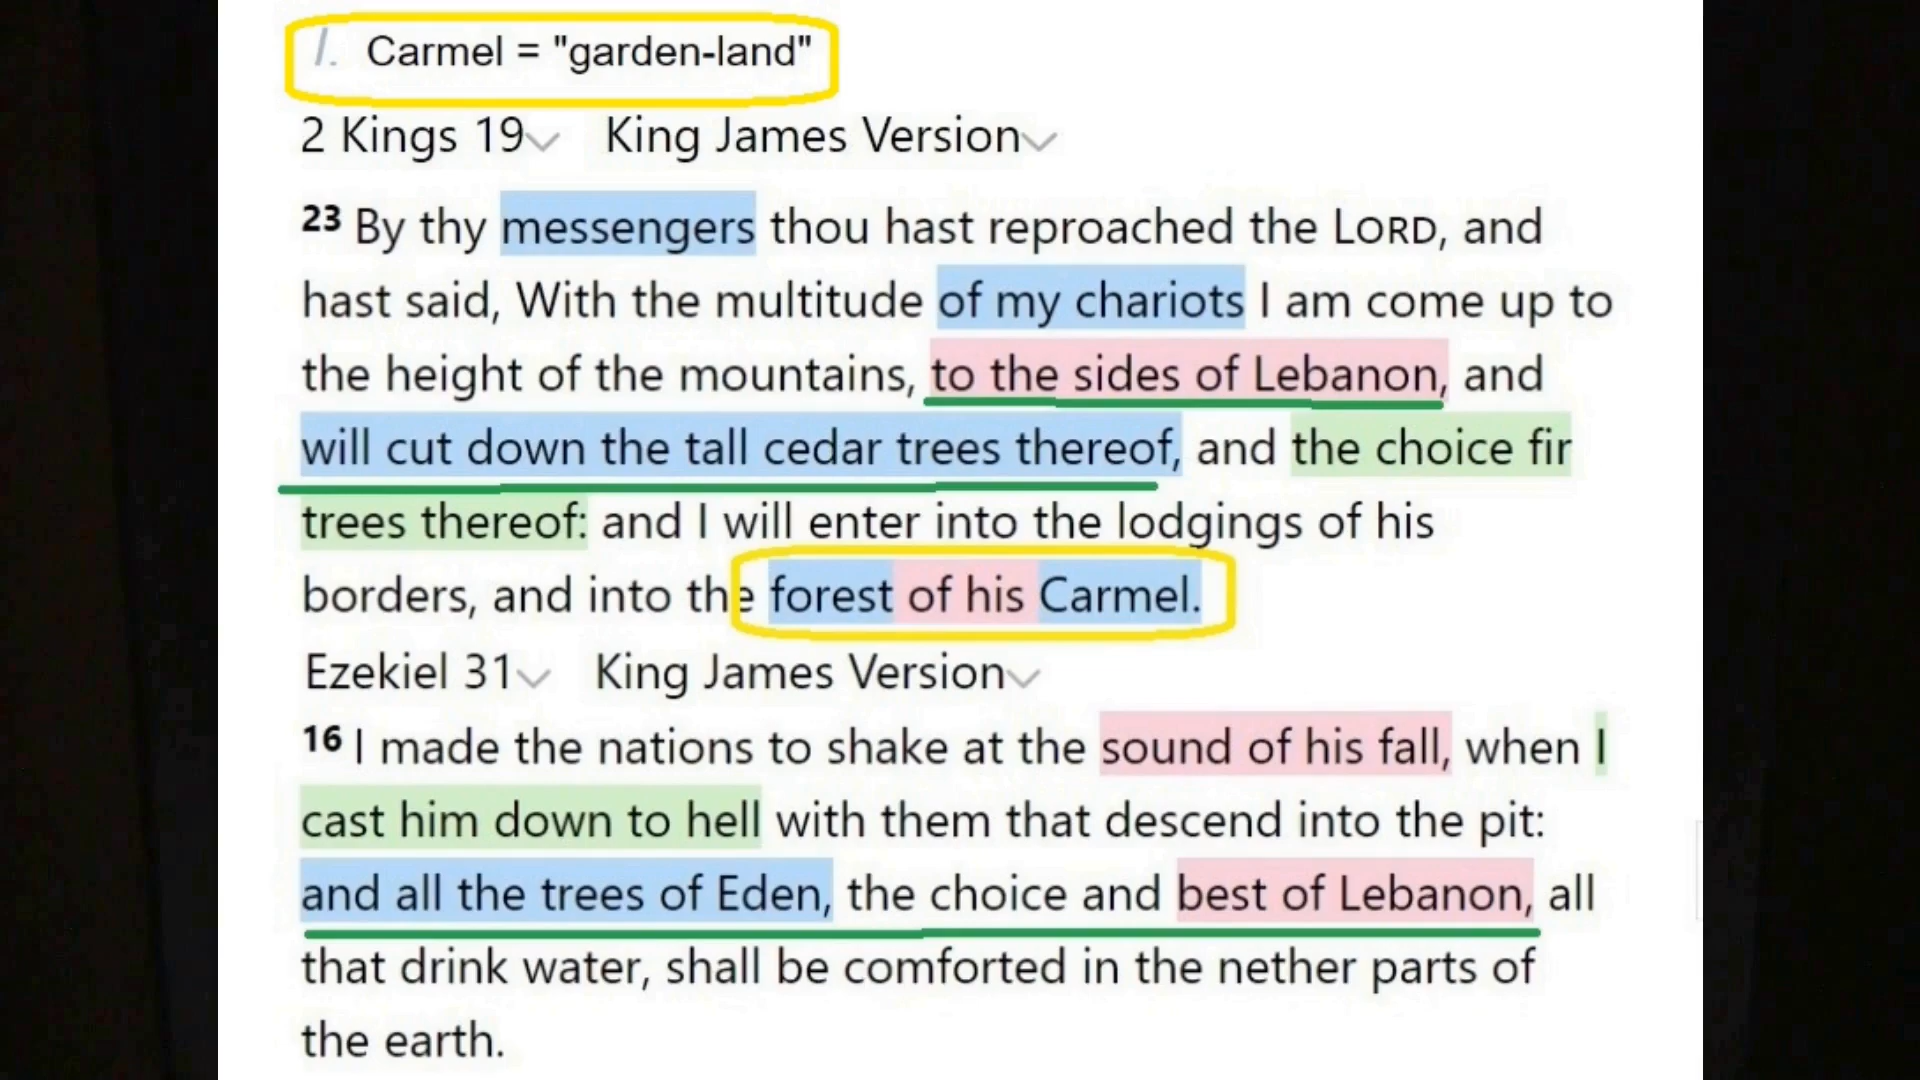 1. Carmel = "garden-land"
2 Kings 19 King James Version
23 By thy messengers thou hast reproached the LORD, and
hast said, With the multitude of my chariots I am come up to
the height of the mountains, to the sides of Lebanon, and
will cut down the tall cedar trees thereof, and the choice fir
trees thereof: and I will enter into the lodgings of his
borders, and into the forest of his Carmel.
Ezekiel 31 King James Version
16 I made the nations to shake at the sound of his fall, when I
cast him down to hell with them that descend into the pit:
and all the trees of Eden, the choice and best of Lebanon, all
that drink water, shall be comforted in the nether parts of
the earth.